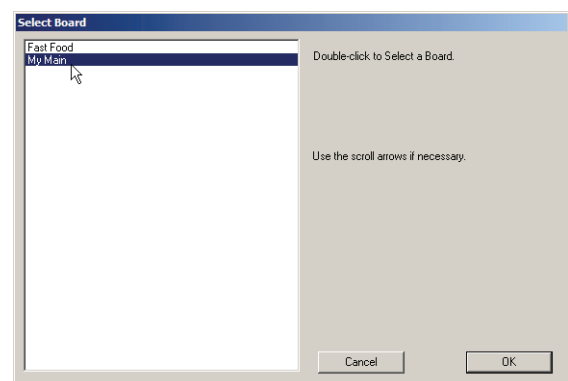 Select Board
Fast Food
My Main
Double-click to Select a Board.
Use the scroll arrows if necessary.
Cancel
OK